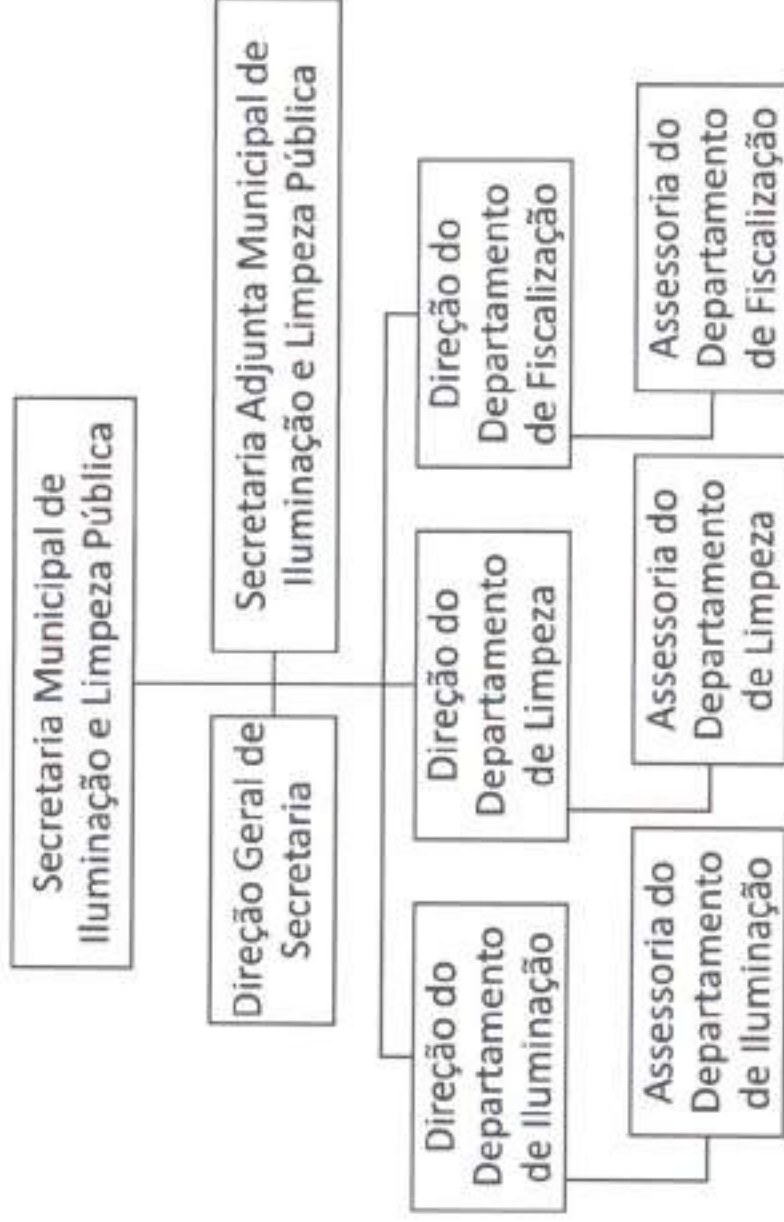 Secretaria Municipal de
Iluminação e Limpeza Pública
Direção Geral de
Secretaria
Secretaria Adjunta Municipal de
Iluminação e Limpeza Pública
Direção do
Departamento
de Iluminação
Direção do
Departamento
de Limpeza
Direção do
Departamento
de Fiscalização
Assessoria do
Departamento
de Iluminação
Assessoria do
Departamento
de Limpeza
Assessoria do
Departamento
de Fiscalização